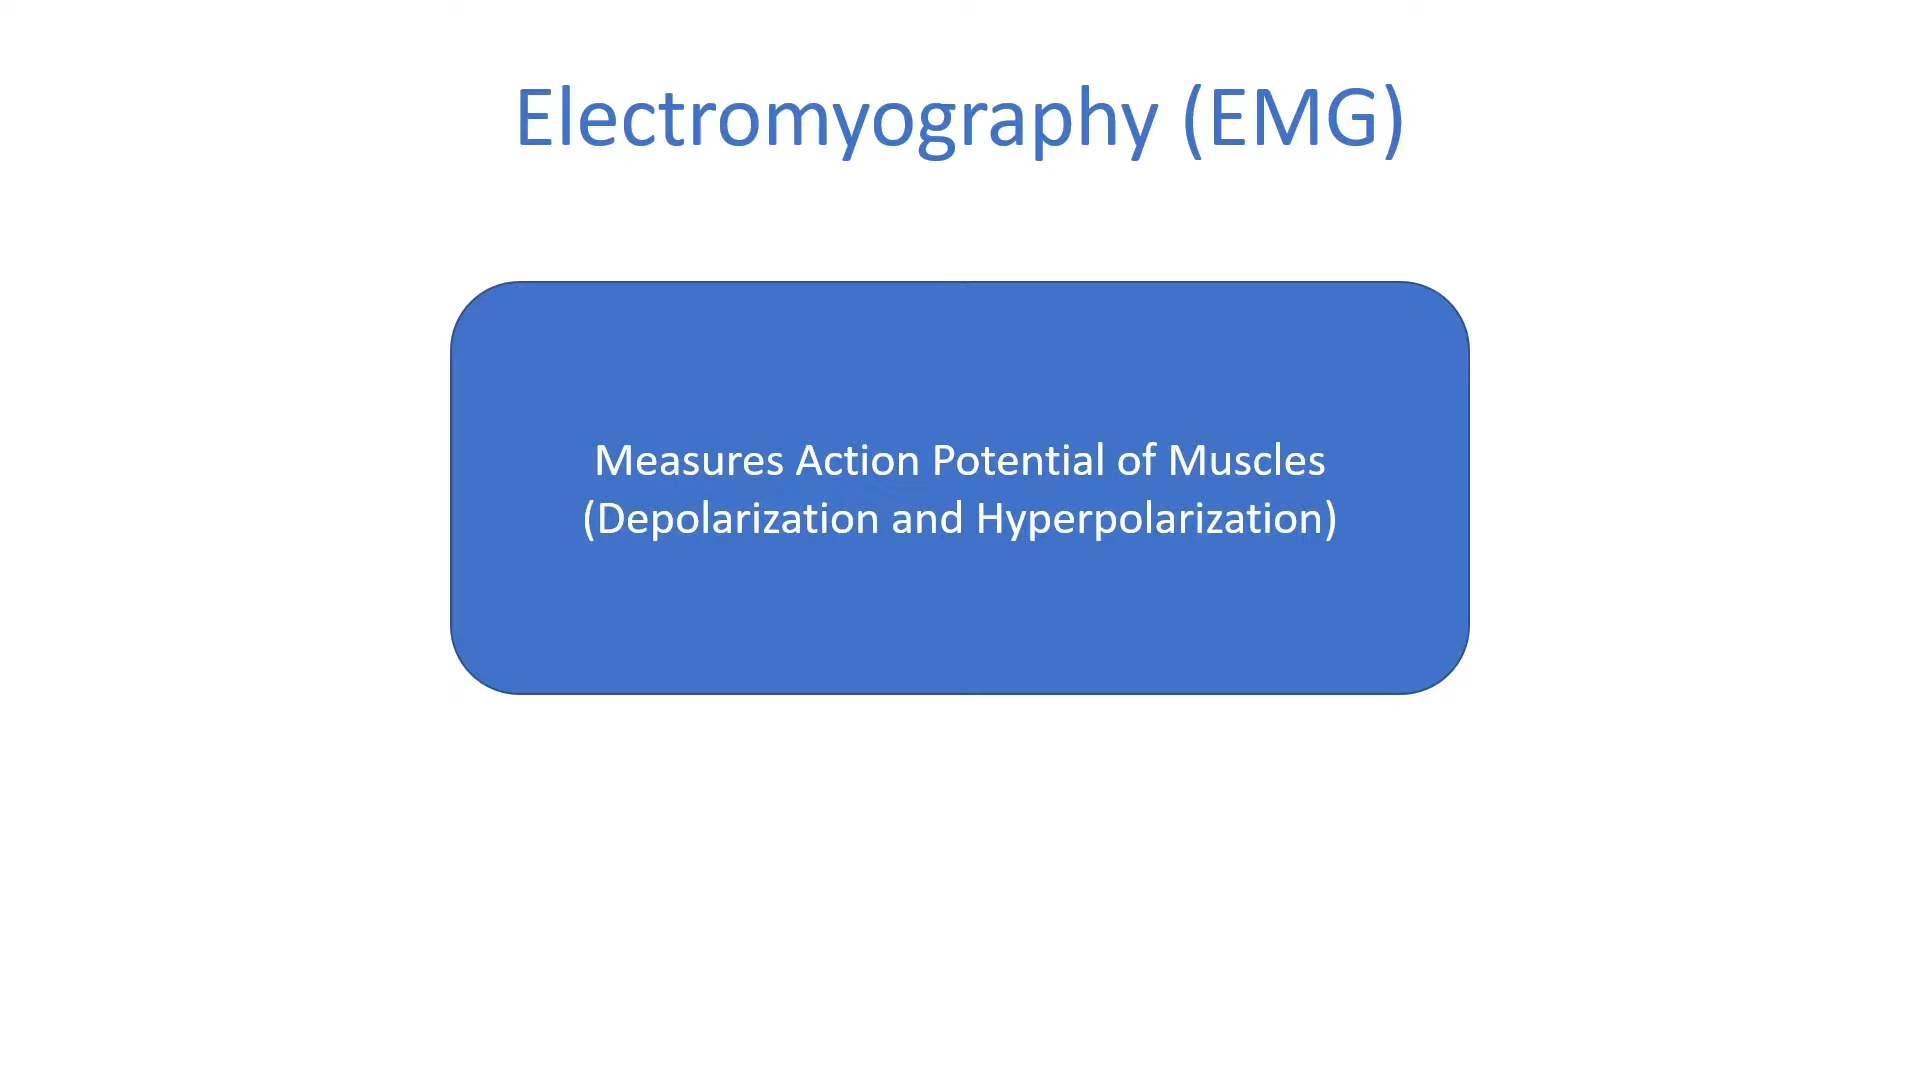 Electromyography (EMG)
Measures Action Potential of Muscles
(Depolarization and Hyperpolarization)